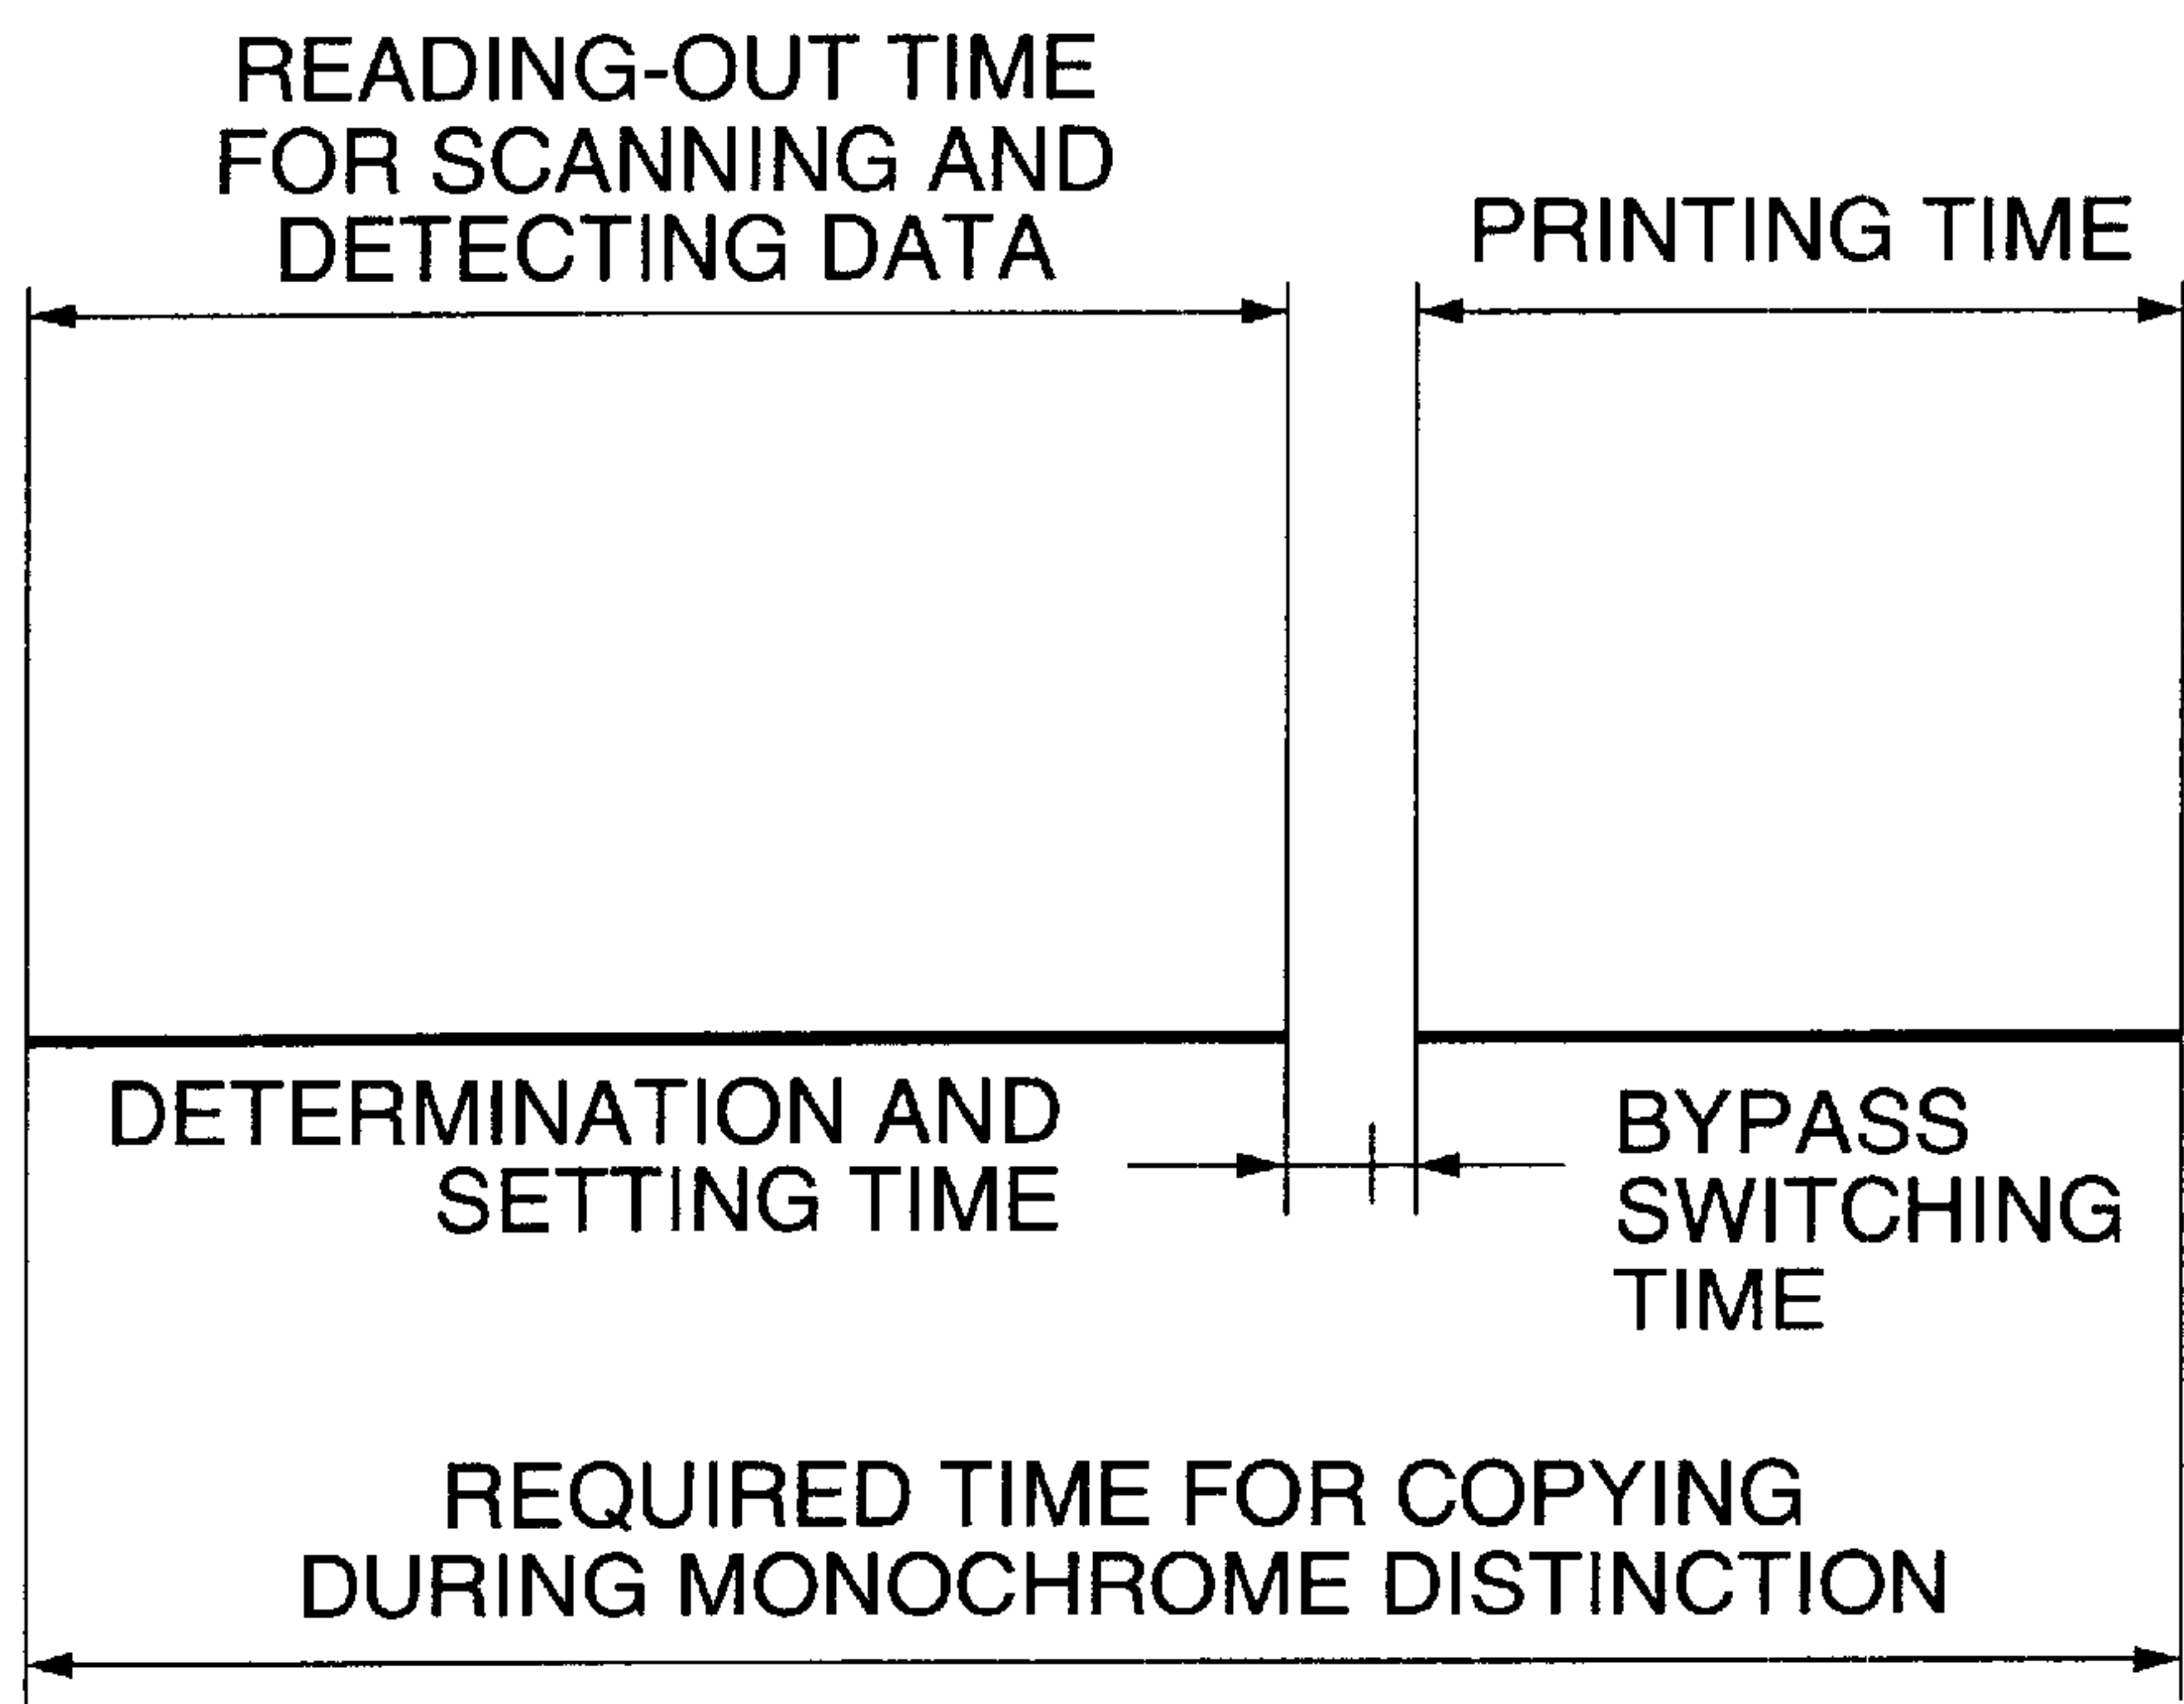 READING-OUT TIME
FOR SCANNING AND
DETECTING DATA
PRINTING TIME
DETERMINATION AND
SETTING TIME
BYPASS
SWITCHING
TIME
REQUIRED TIME FOR COPYING
DURING MONOCHROME DISTINCTION